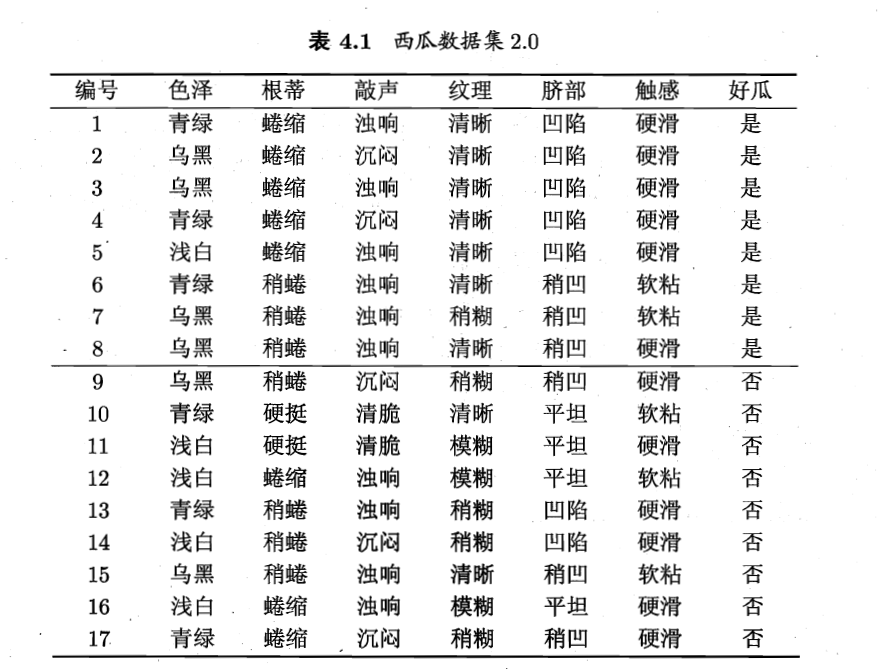 表 4.1 西瓜数据集 2.0
编号 色泽 根蒂 敲声 纹理 脐部 触感 好瓜
1 青绿 蜷缩 浊响 清晰 凹陷 硬滑 是
2 乌黑 蜷缩 沉闷 清晰 凹陷 硬滑 是
3 乌黑 蜷缩 浊响 清晰 凹陷 硬滑 是
4 青绿 蜷缩 沉闷 清晰 凹陷 硬滑 是
5 浅白 蜷缩 浊响 清晰 凹陷 硬滑 是
6 青绿 稍蜷 浊响 清晰 稍凹 软粘 是
7 乌黑 稍蜷 浊响 稍糊 稍凹 软粘 是
8 乌黑 稍蜷 浊响 清晰 稍凹 硬滑 是
9 乌黑 稍蜷 沉闷 稍糊 稍凹 硬滑 否
10 青绿 硬挺 清脆 清晰 平坦 软粘 否
11 浅白 硬挺 清脆 模糊 平坦 硬滑 否
12 浅白 蜷缩 浊响 模糊 平坦 软粘 否
13 青绿 稍蜷 浊响 稍糊 凹陷 硬滑 否
14 浅白 稍蜷 沉闷 稍糊 凹陷 硬滑 否
15 乌黑 稍蜷 浊响 清晰 稍凹 软粘 否
16 浅白 蜷缩 浊响 模糊 平坦 硬滑 否
17 青绿 蜷缩 沉闷 稍糊 稍凹 硬滑 否